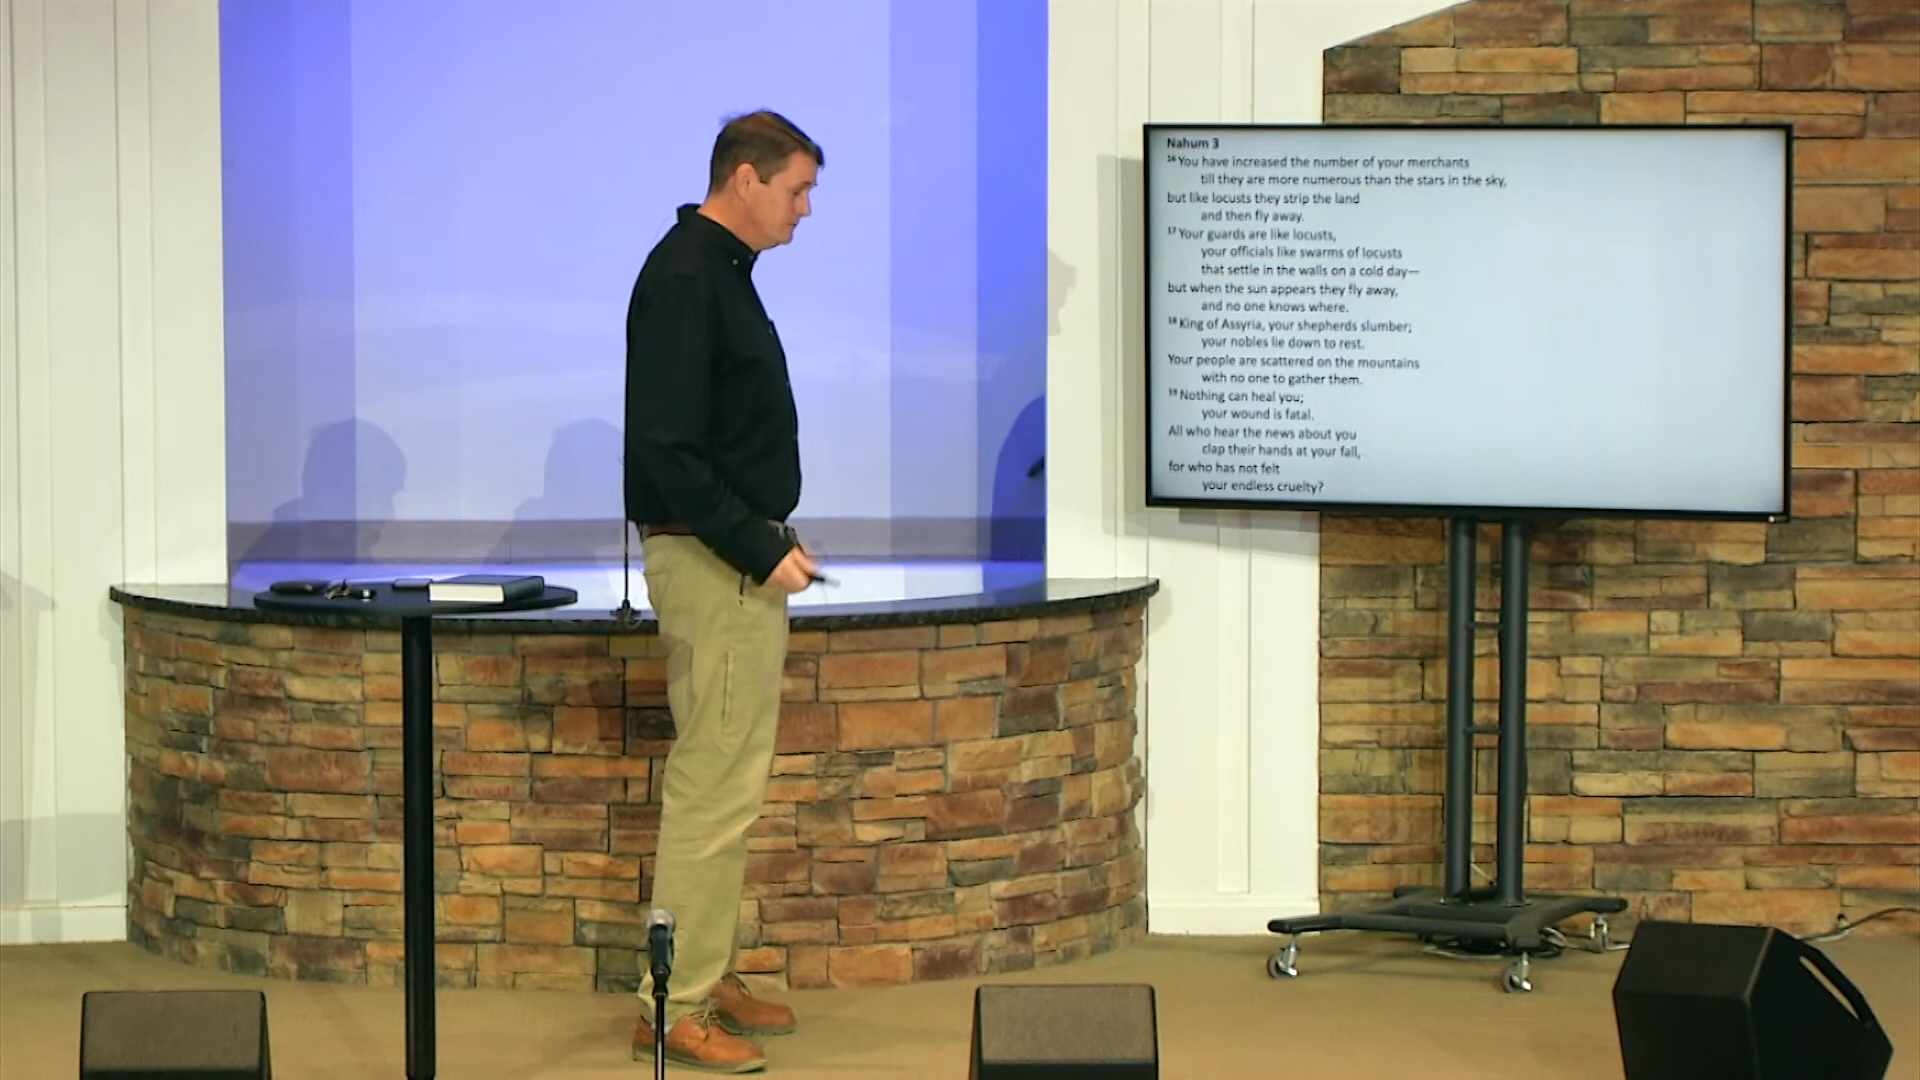 Nahum 3
16 You have increased the number of your merchants
till they are more numerous than the stars in the sky,
but like locusts they strip the land
and then fly away.
17 Your guards are like locusts,
your officials like swarms of locusts
that settle in the walls on a cold day—
but when the sun appears they fly away,
and no one knows where.
18 King of Assyria, your shepherds slumber;
your nobles lie down to rest.
Your people are scattered on the mountains
with no one to gather them.
19 Nothing can heal you;
your wound is fatal.
All who hear the news about you
clap their hands at your fall,
for who has not felt
your endless cruelty?